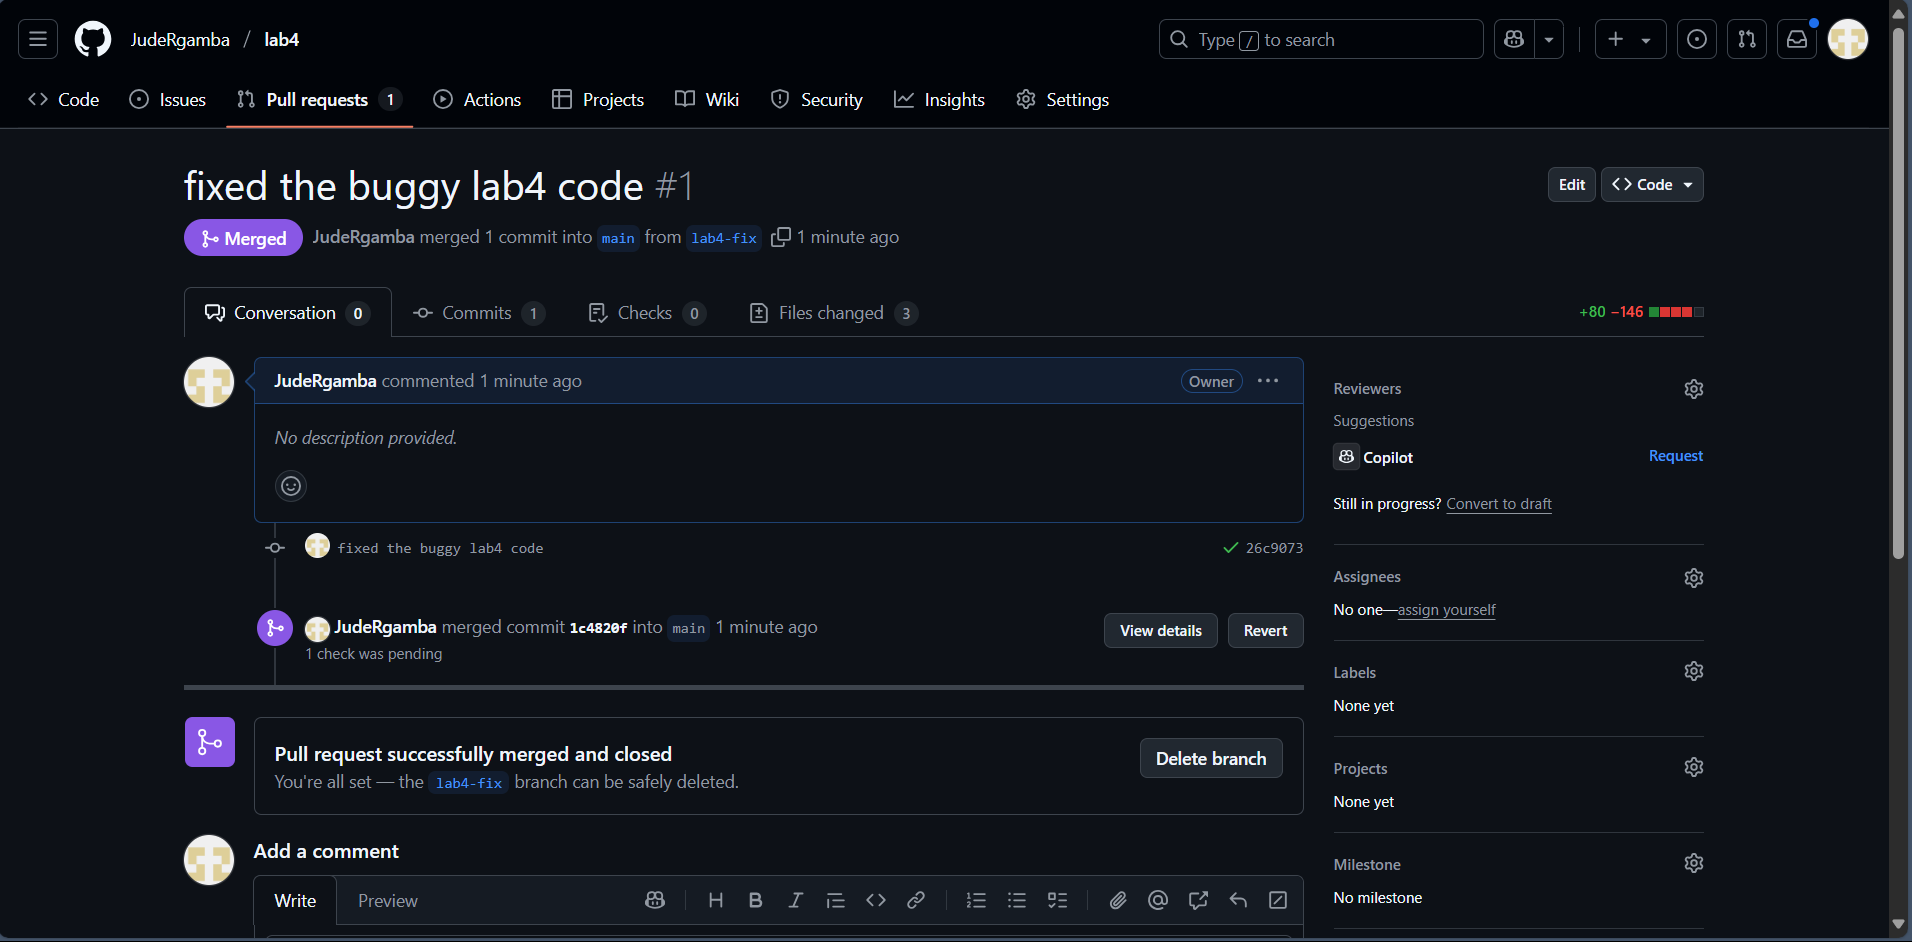 JudeRgamba / lab4
Type / to search
Code Issues Pull requests 1 Actions Projects Wiki Security Insights Settings
fixed the buggy lab4 code #1
Edit Code
Merged JudeRgamba merged 1 commit into main from lab4-fix 1 minute ago
Conversation 0 Commits 1 Checks 0 Files changed 3
+80 −146
JudeRgamba commented 1 minute ago
Owner
No description provided.
fixed the buggy lab4 code
26c9073
JudeRgamba merged commit 1c4820f into main 1 minute ago
1 check was pending
View details
Revert
Pull request successfully merged and closed
You're all set — the lab4-fix branch can be safely deleted.
Delete branch
Add a comment
Write Preview
Reviewers
Suggestions
Copilot
Request
Still in progress? Convert to draft
Assignees
No one—assign yourself
Labels
None yet
Projects
None yet
Milestone
No milestone